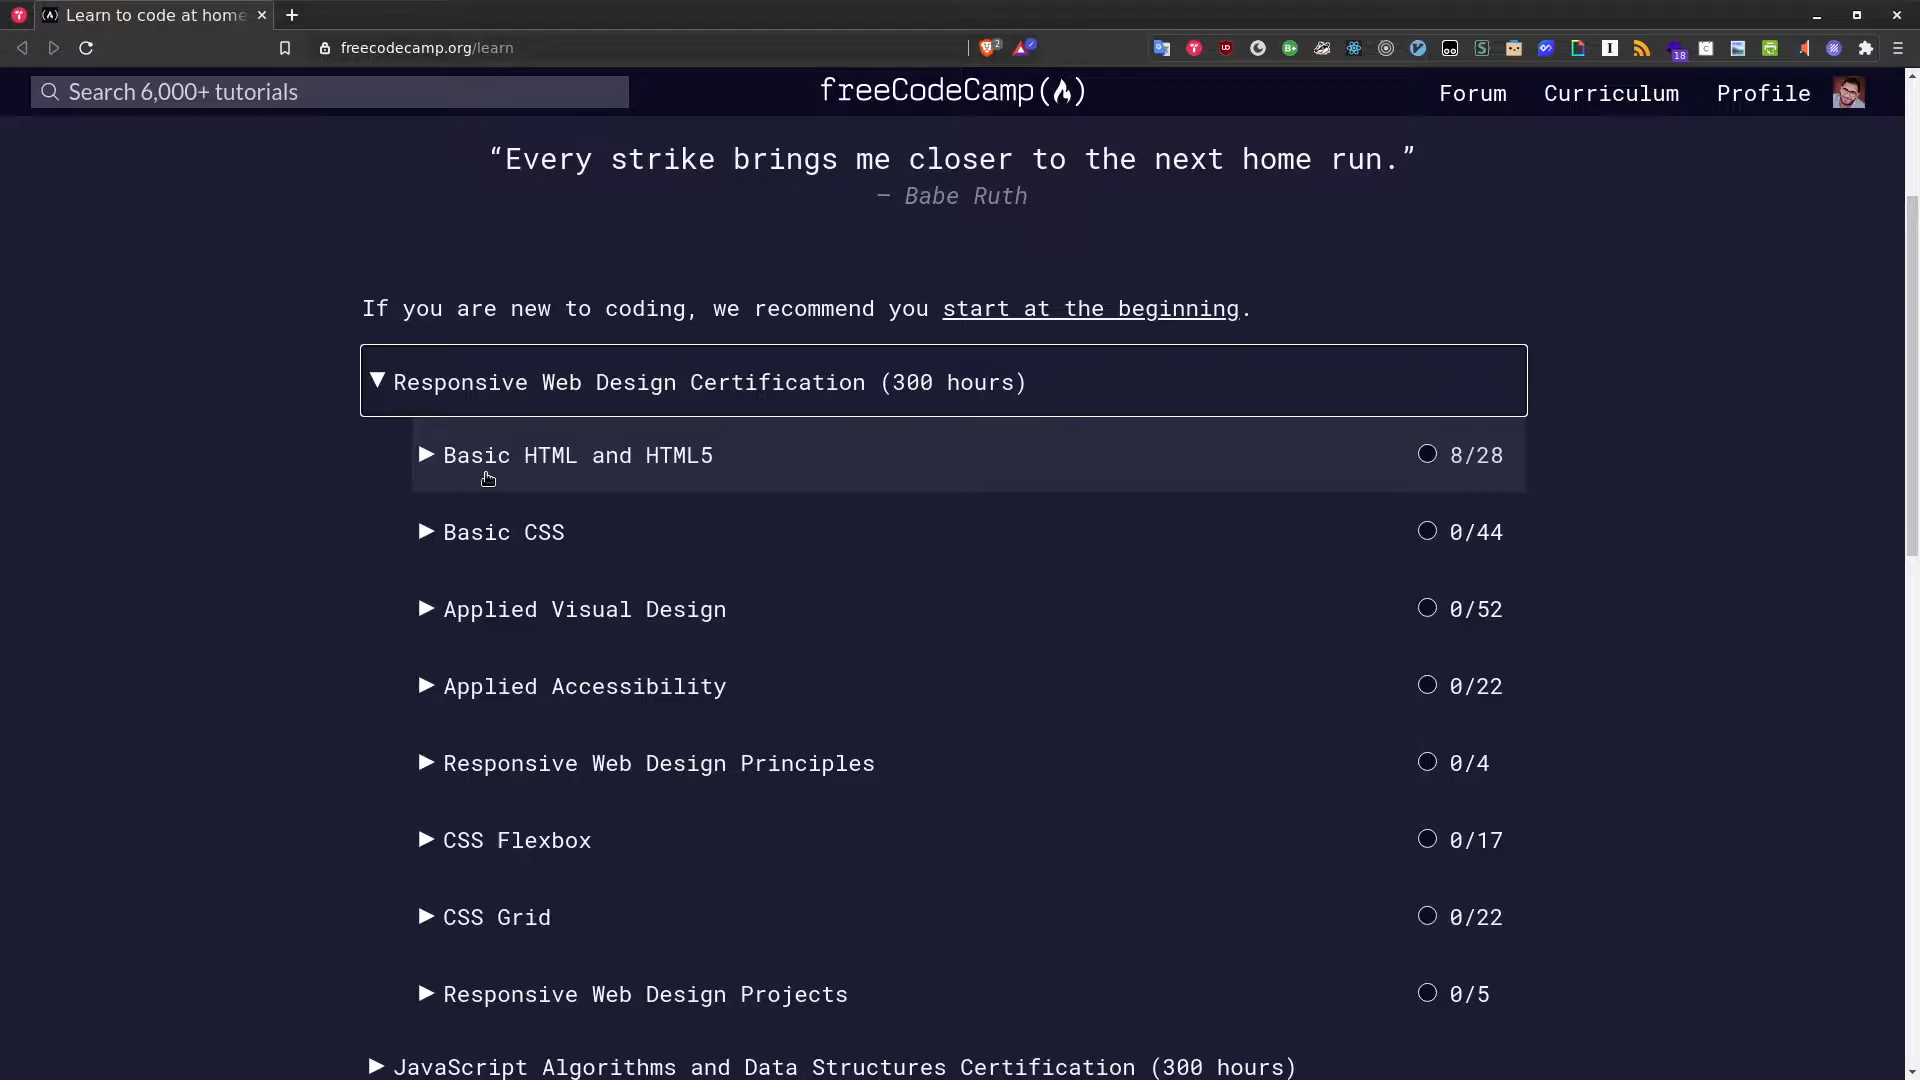 Learn to code at home
freecodecamp.org/learn
2
18
Search 6,000+ tutorials
freeCodeCamp
Forum
Curriculum
Profile
“Every strike brings me closer to the next home run.”
— Babe Ruth
If you are new to coding, we recommend you start at the beginning.
Responsive Web Design Certification (300 hours)
Basic HTML and HTML5 8/28
Basic CSS 0/44
Applied Visual Design 0/52
Applied Accessibility 0/22
Responsive Web Design Principles 0/4
CSS Flexbox 0/17
CSS Grid 0/22
Responsive Web Design Projects 0/5
JavaScript Algorithms and Data Structures Certification (300 hours)